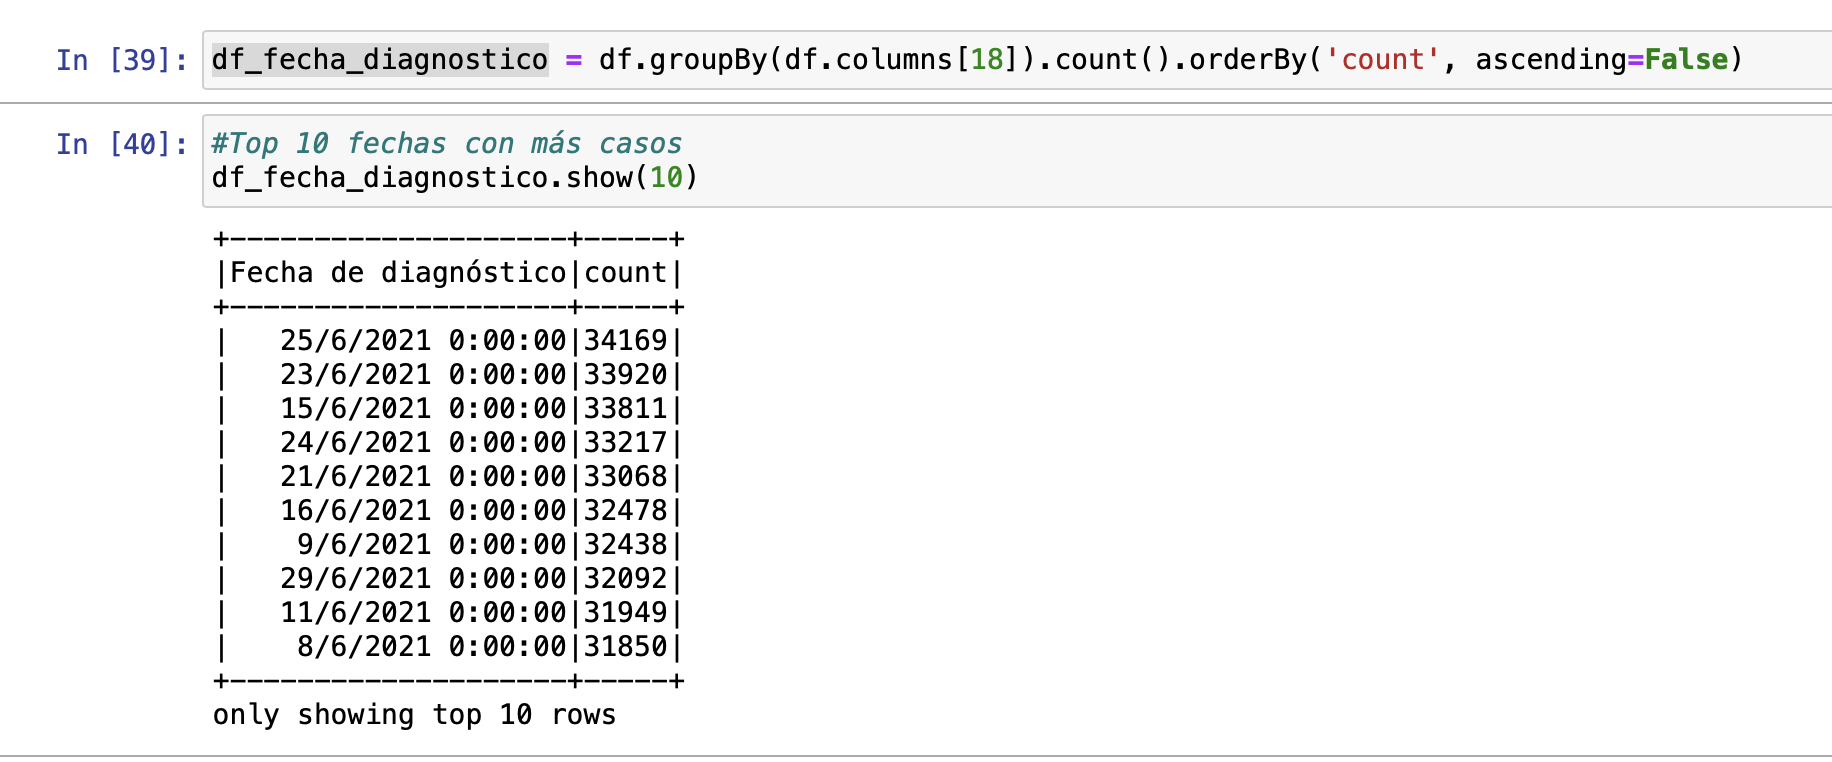 In [39]: df_fecha_diagnostico = df.groupBy(df.columns[18]).count().orderBy('count', ascending=False)
In [40]: #Top 10 fechas con más casos
df_fecha_diagnostico.show(10)
+--------------------+-----+
|Fecha de diagnóstico|count|
+--------------------+-----+
|   25/6/2021 0:00:00|34169|
|   23/6/2021 0:00:00|33920|
|   15/6/2021 0:00:00|33811|
|   24/6/2021 0:00:00|33217|
|   21/6/2021 0:00:00|33068|
|   16/6/2021 0:00:00|32478|
|    9/6/2021 0:00:00|32438|
|   29/6/2021 0:00:00|32092|
|   11/6/2021 0:00:00|31949|
|    8/6/2021 0:00:00|31850|
+--------------------+-----+
only showing top 10 rows